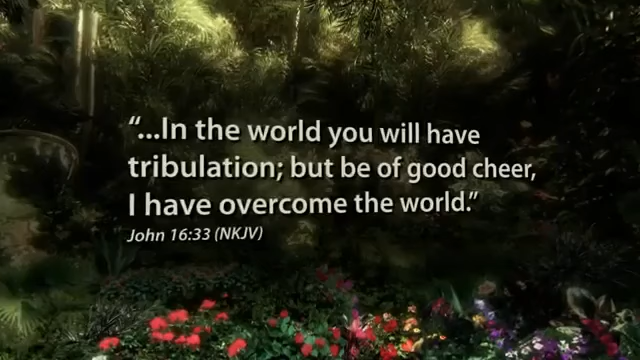 “...In the world you will have
tribulation; but be of good cheer,
I have overcome the world.”
John 16:33 (NKJV)